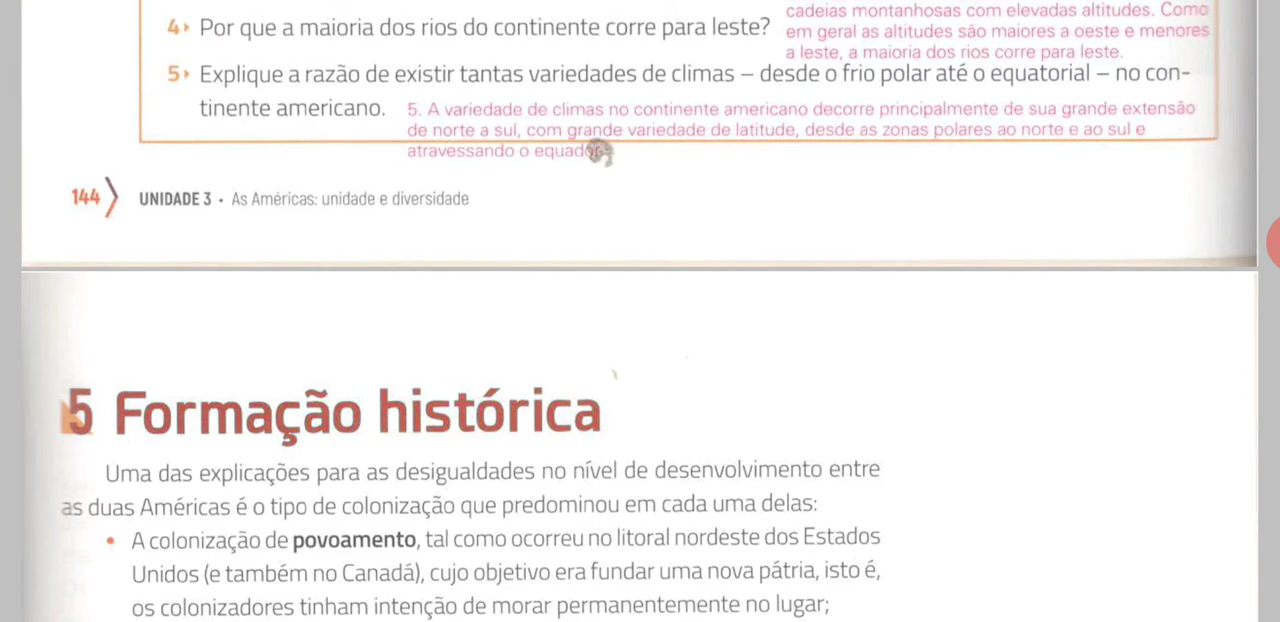 cadeias montanhosas com elevadas altitudes. Como
4 Por que a maioria dos rios do continente corre para leste? em geral as altitudes são maiores a oeste e menores
a leste, a maioria dos rios corre para leste.
5 Explique a razão de existir tantas variedades de climas – desde o frio polar até o equatorial – no con-
tinente americano. 5. A variedade de climas no continente americano decorre principalmente de sua grande extensão
de norte a sul, com grande variedade de latitude, desde as zonas polares ao norte e ao sul e
atravessando o equador.
144 UNIDADE 3 • As Américas: unidade e diversidade
5 Formação histórica
Uma das explicações para as desigualdades no nível de desenvolvimento entre
as duas Américas é o tipo de colonização que predominou em cada uma delas:
• A colonização de povoamento, tal como ocorreu no litoral nordeste dos Estados
Unidos (e também no Canadá), cujo objetivo era fundar uma nova pátria, isto é,
os colonizadores tinham intenção de morar permanentemente no lugar;